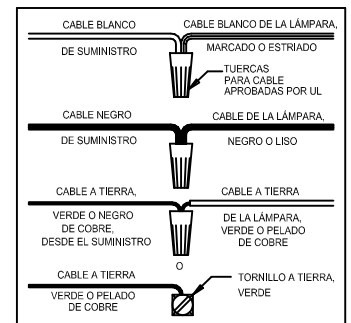 CABLE BLANCO
CABLE BLANCO DE LA LÁMPARA,
DE SUMINISTRO
MARCADO O ESTRIADO
TUERCAS
PARA CABLE
APROBADAS POR UL
CABLE NEGRO
CABLE DE LA LÁMPARA,
DE SUMINISTRO
NEGRO O LISO
CABLE A TIERRA,
CABLE A TIERRA
VERDE O NEGRO
DE COBRE,
DESDE EL SUMINISTRO
DE LA LÁMPARA,
VERDE O PELADO
DE COBRE
O
CABLE A TIERRA
TORNILLO A TIERRA,
VERDE
VERDE O PELADO
DE COBRE